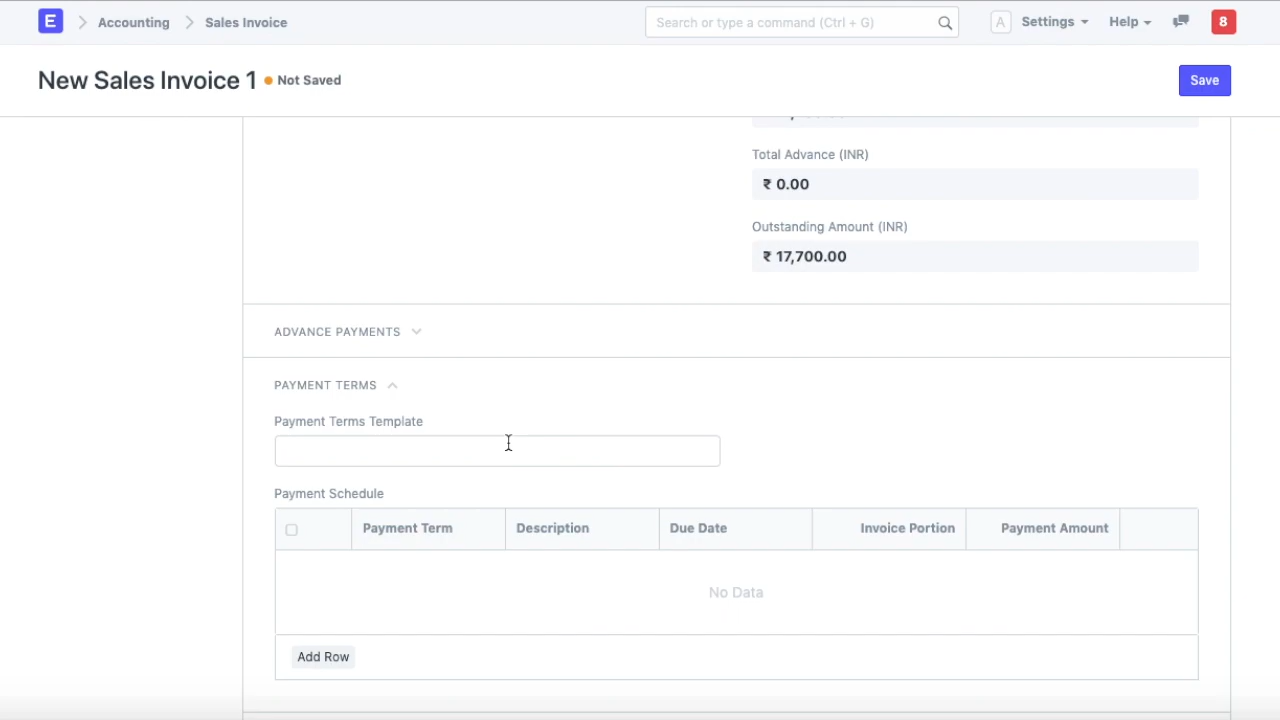 E Accounting Sales Invoice Search or type a command (Ctrl + G) A Settings Help 8
New Sales Invoice 1 Not Saved Save
Total Advance (INR)
₹ 0.00
Outstanding Amount (INR)
₹ 17,700.00
ADVANCE PAYMENTS
PAYMENT TERMS
Payment Terms Template
Payment Schedule
Payment Term Description Due Date Invoice Portion Payment Amount
No Data
Add Row